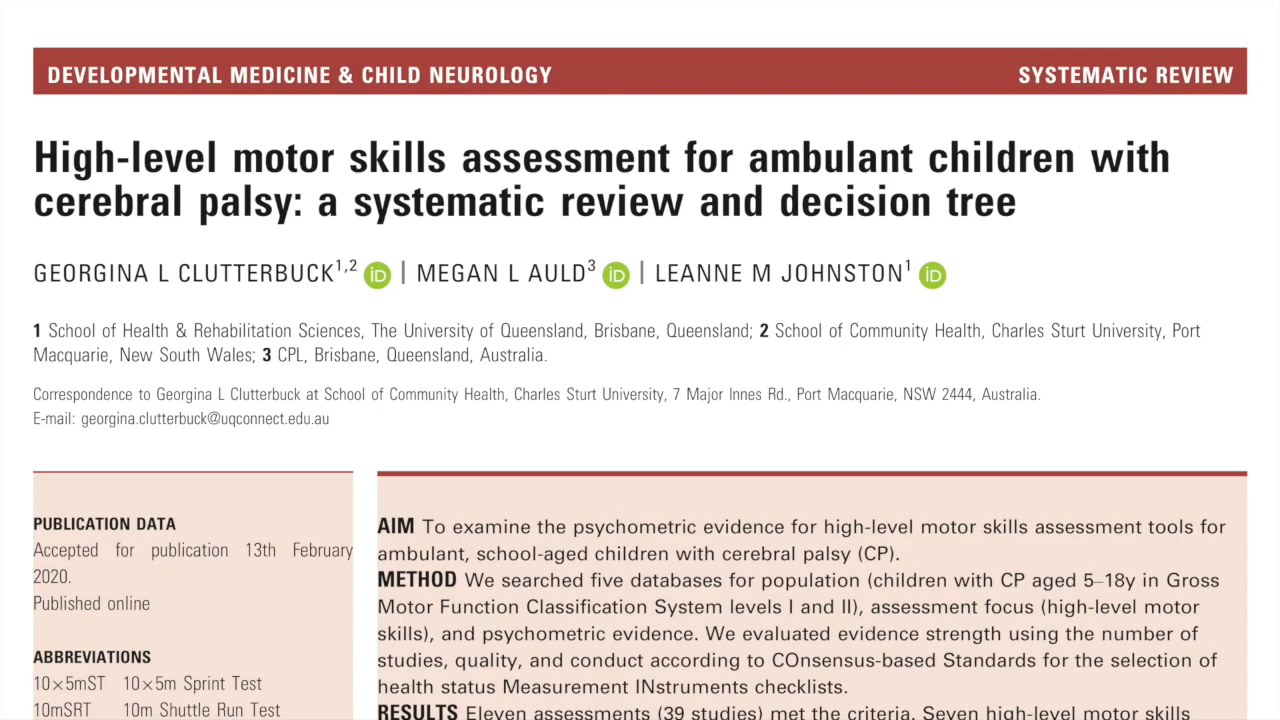 DEVELOPMENTAL MEDICINE & CHILD NEUROLOGY SYSTEMATIC REVIEW
High-level motor skills assessment for ambulant children with
cerebral palsy: a systematic review and decision tree
GEORGINA L CLUTTERBUCK1,2 iD | MEGAN L AULD3 iD | LEANNE M JOHNSTON1 iD
1 School of Health & Rehabilitation Sciences, The University of Queensland, Brisbane, Queensland; 2 School of Community Health, Charles Sturt University, Port
Macquarie, New South Wales; 3 CPL, Brisbane, Queensland, Australia.
Correspondence to Georgina L Clutterbuck at School of Community Health, Charles Sturt University, 7 Major Innes Rd., Port Macquarie, NSW 2444, Australia.
E-mail: georgina.clutterbuck@uqconnect.edu.au
PUBLICATION DATA
Accepted for publication 13th February
2020.
Published online
ABBREVIATIONS
10×5mST 10×5m Sprint Test
10mSRT 10m Shuttle Run Test
AIM To examine the psychometric evidence for high-level motor skills assessment tools for
ambulant, school-aged children with cerebral palsy (CP).
METHOD We searched five databases for population (children with CP aged 5–18y in Gross
Motor Function Classification System levels I and II), assessment focus (high-level motor
skills), and psychometric evidence. We evaluated evidence strength using the number of
studies, quality, and conduct according to COnsensus-based Standards for the selection of
health status Measurement INstruments checklists.
RESULTS Eleven assessments (39 studies) met the criteria. Seven high-level motor skills